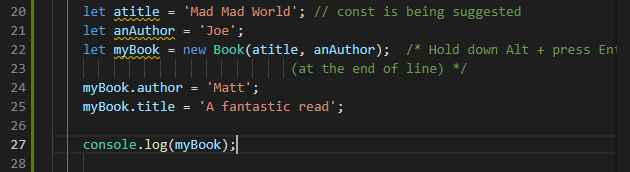 20 let atitle = 'Mad Mad World'; // const is being suggested
21 let anAuthor = 'Joe';
22 let myBook = new Book(atitle, anAuthor);  /* Hold down Alt + press Ent
23 (at the end of line) */
24 myBook.author = 'Matt';
25 myBook.title = 'A fantastic read';
26
27 console.log(myBook);
28